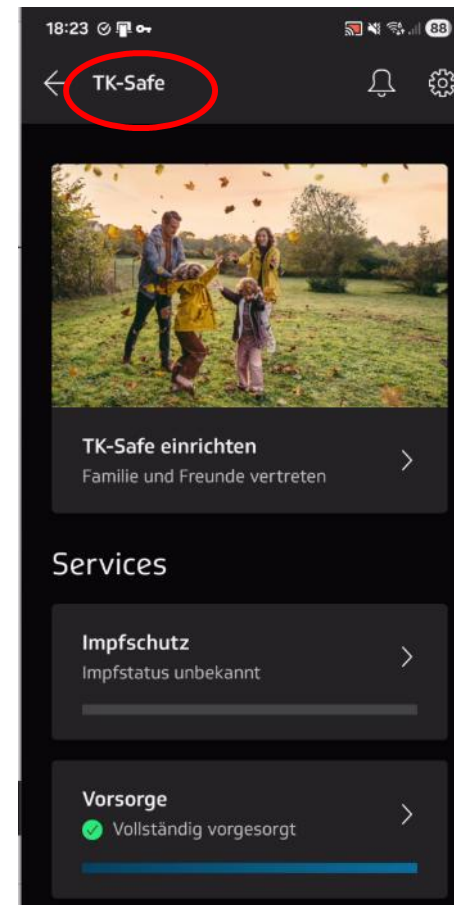 18:23
88
TK-Safe
TK-Safe einrichten
Familie und Freunde vertreten
Services
Impfschutz
Impfstatus unbekannt
Vorsorge
Vollständig vorgesorgt